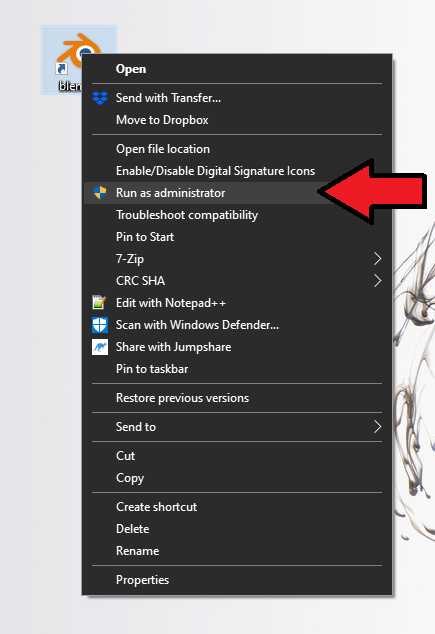 Open
Send with Transfer...
Move to Dropbox
Open file location
Enable/Disable Digital Signature Icons
Run as administrator
Troubleshoot compatibility
Pin to Start
7-Zip
CRC SHA
Edit with Notepad++
Scan with Windows Defender...
Share with Jumpshare
Pin to taskbar
Restore previous versions
Send to
Cut
Copy
Create shortcut
Delete
Rename
Properties